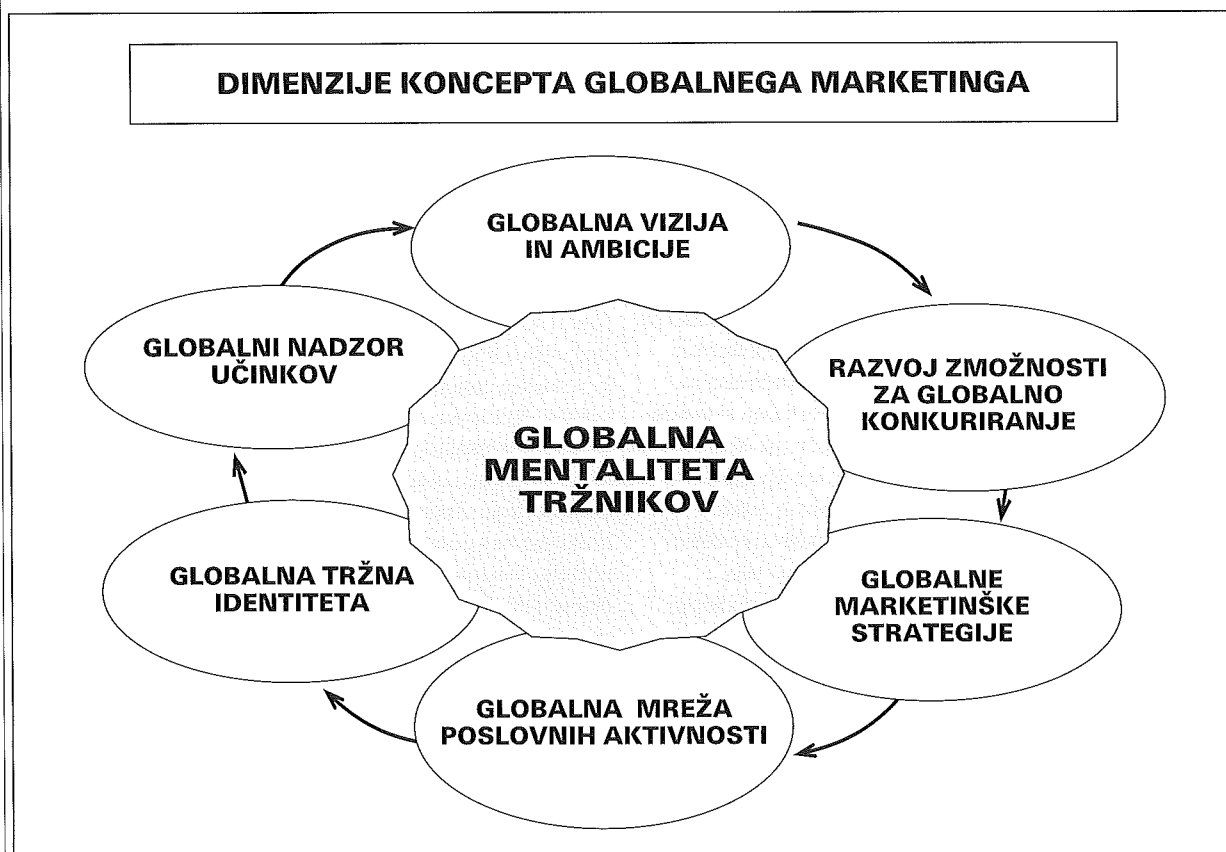 DIMENZIJE KONCEPTA GLOBALNEGA MARKETINGA
GLOBALNA VIZIJA
IN AMBICIJE
RAZVOJ ZMOŽNOSTI
ZA GLOBALNO
KONKURIRANJE
GLOBALNE
MARKETINŠKE
STRATEGIJE
GLOBALNA MREŽA
POSLOVNIH AKTIVNOSTI
GLOBALNA TRŽNA
IDENTITETA
GLOBALNI NADZOR
UČINKOV
GLOBALNA
MENTALITETA
TRŽNIKOV